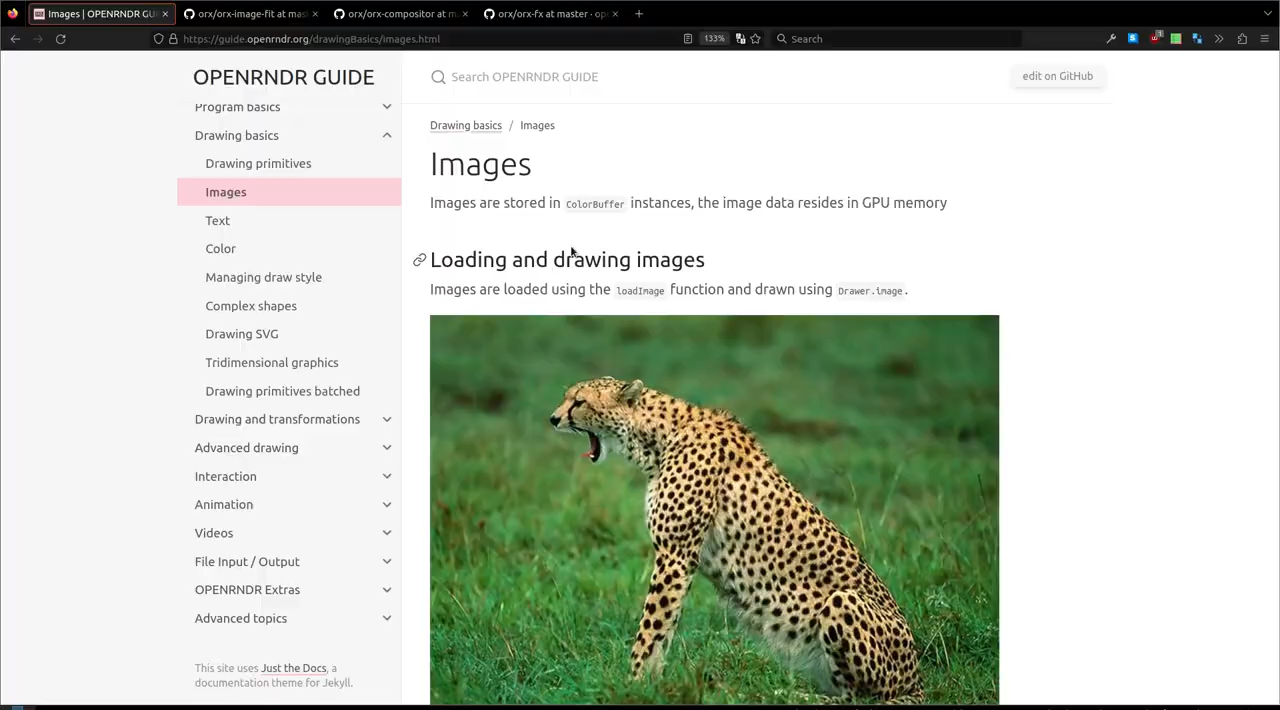 Images | OPENRNDR GU
orx/orx-image-fit at mas
orx/orx-compositor at m
orx/orx-fx at master · ope
https://guide.openrndr.org/drawingBasics/images.html
133%
Search
OPENRNDR GUIDE
Search OPENRNDR GUIDE
edit on GitHub
Program basics
Drawing basics
Drawing primitives
Images
Text
Color
Managing draw style
Complex shapes
Drawing SVG
Tridimensional graphics
Drawing primitives batched
Drawing and transformations
Advanced drawing
Interaction
Animation
Videos
File Input / Output
OPENRNDR Extras
Advanced topics
This site uses Just the Docs, a
documentation theme for Jekyll.
Drawing basics / Images
Images
Images are stored in ColorBuffer instances, the image data resides in GPU memory
Loading and drawing images
Images are loaded using the loadImage function and drawn using Drawer.image.